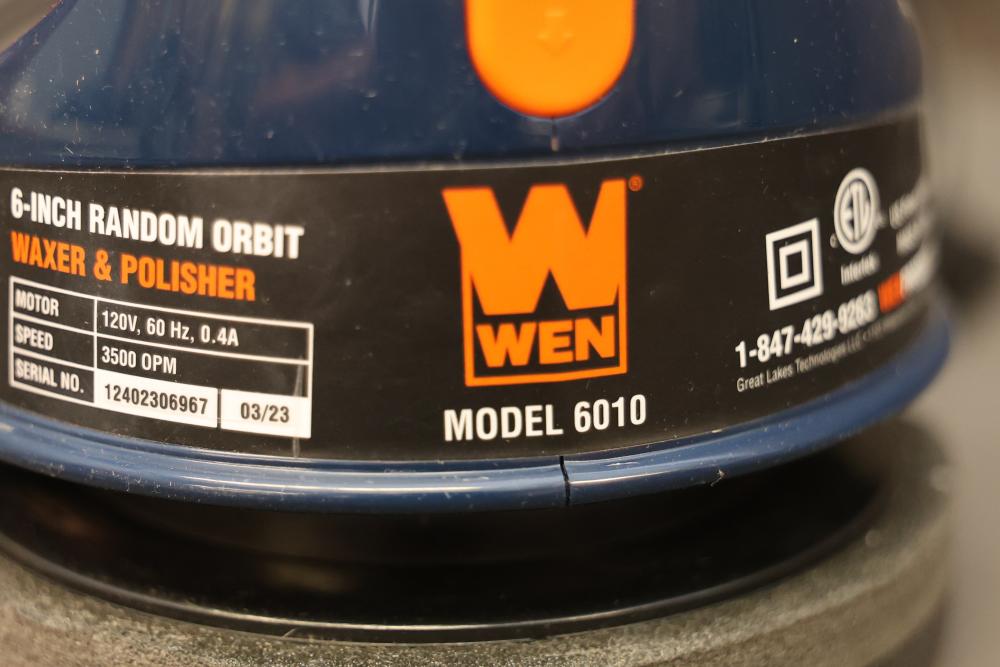 6-INCH RANDOM ORBIT
WAXER & POLISHER
MOTOR 120V, 60 Hz, 0.4A
SPEED 3500 OPM
SERIAL NO. 12402306967 03/23
®
WEN
MODEL 6010
ETL
C
Intertek
1-847-429-9263
Great Lakes Technologies LLC